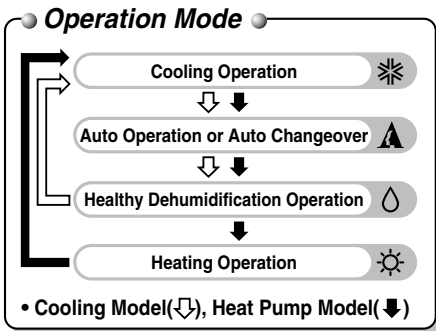 Operation Mode
Cooling Operation
Auto Operation or Auto Changeover
Healthy Dehumidification Operation
Heating Operation
• Cooling Model(⇩), Heat Pump Model(⬇)